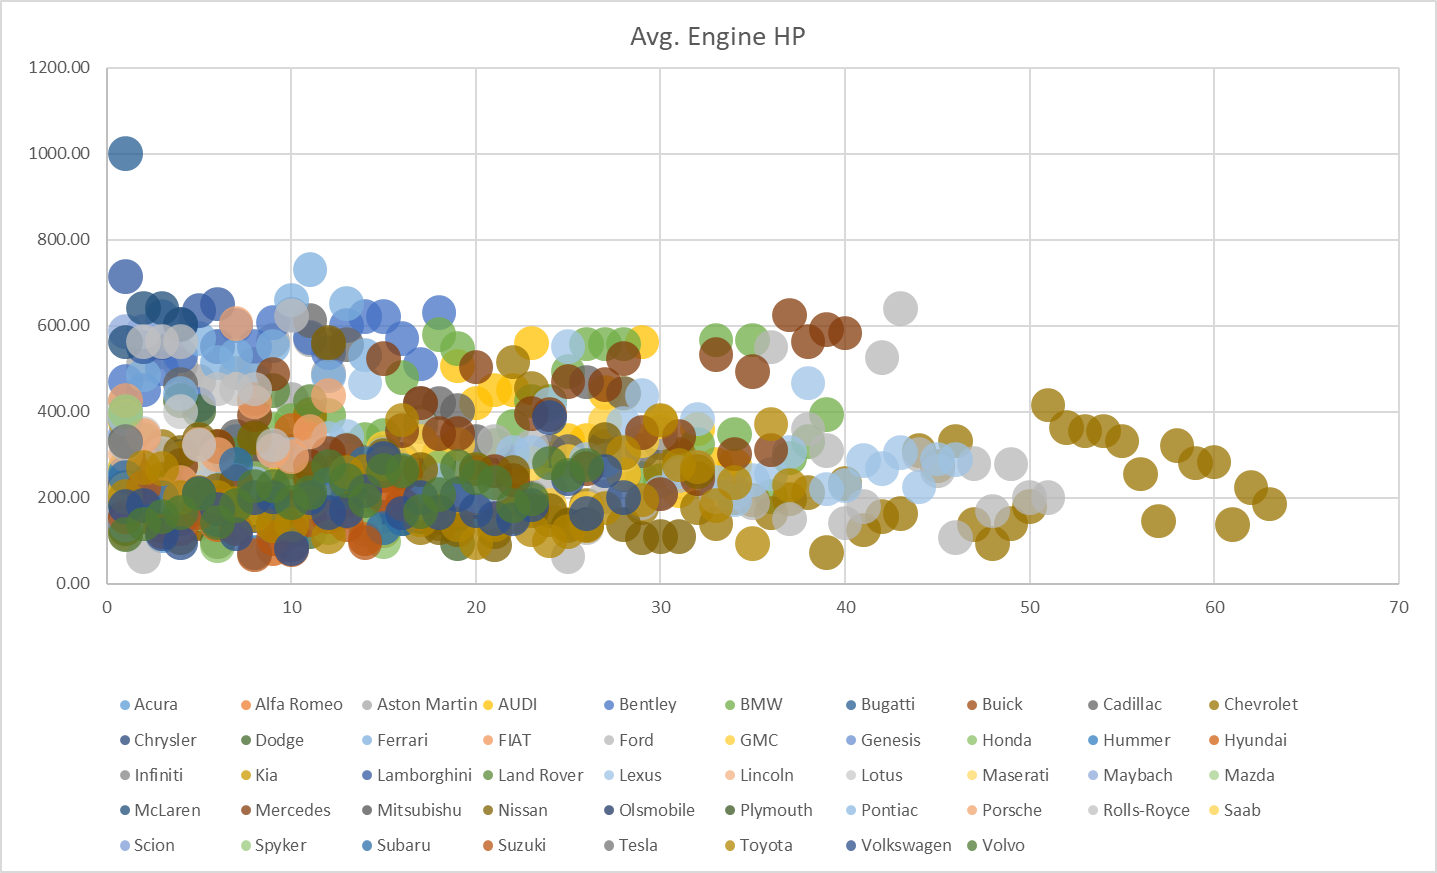 Avg. Engine HP
1200.00
1000.00
800.00
600.00
400.00
200.00
0.00
0 10 20 30 40 50 60 70
Acura Alfa Romeo Aston Martin AUDI Bentley BMW Bugatti Buick Cadillac Chevrolet
Chrysler Dodge Ferrari FIAT Ford GMC Genesis Honda Hummer Hyundai
Infiniti Kia Lamborghini Land Rover Lexus Lincoln Lotus Maserati Maybach Mazda
McLaren Mercedes Mitsubishu Nissan Olsmobile Plymouth Pontiac Porsche Rolls-Royce Saab
Scion Spyker Subaru Suzuki Tesla Toyota Volkswagen Volvo